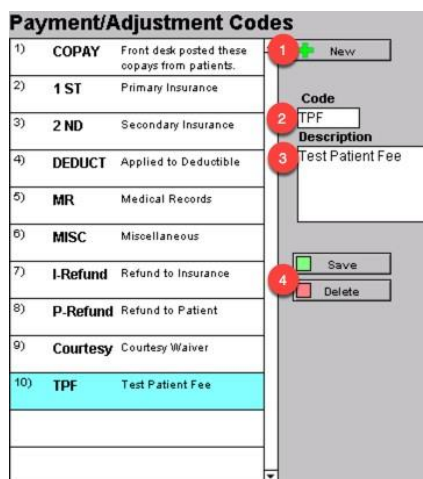 Payment/Adjustment Codes
1) COPAY Front desk posted these
copays from patients.
2) 1 ST Primary Insurance
3) 2 ND Secondary Insurance
4) DEDUCT Applied to Deductible
5) MR Medical Records
6) MISC Miscellaneous
7) I-Refund Refund to Insurance
8) P-Refund Refund to Patient
9) Courtesy Courtesy Waiver
10) TPF Test Patient Fee
1 New
Code
2 TPF
Description
3 Test Patient Fee
4
Save
Delete